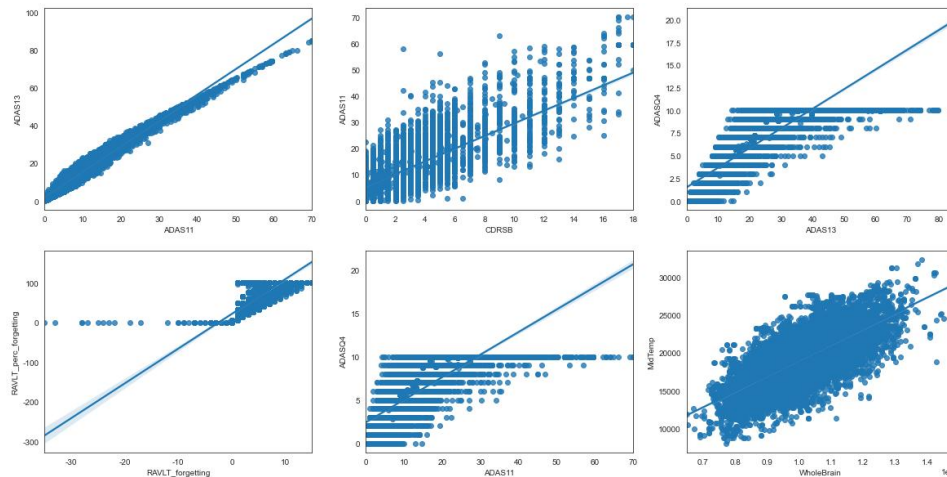 100
80
60
40
20
0
ADAS13
0 10 20 30 40 50 60 70
ADAS11
70
60
50
40
30
20
10
0
ADAS11
0 2 4 6 8 10 12 14 16 18
CDRSB
20.0
17.5
15.0
12.5
10.0
7.5
5.0
2.5
0.0
ADASQ4
0 10 20 30 40 50 60 70 80
ADAS13
100
0
-100
-200
-300
RAVLT_perc_forgetting
-30 -20 -10 0 10
RAVLT_forgetting
20
15
10
5
0
ADASQ4
0 10 20 30 40 50 60 70
ADAS11
30000
25000
20000
15000
10000
MidTemp
0.7 0.8 0.9 1.0 1.1 1.2 1.3 1.4
WholeBrain